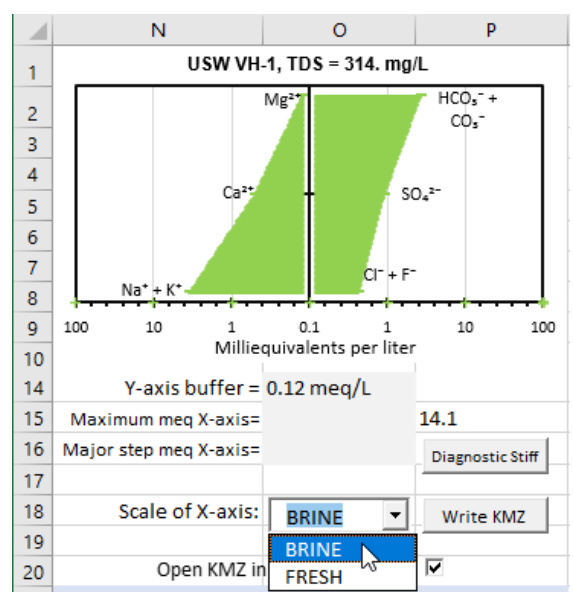 N O P
1 USW VH-1, TDS = 314. mg/L
2 Mg²⁺ HCO₃⁻ +
CO₃⁻
3
4
5 Ca²⁺ SO₄²⁻
6
7 Cl⁻ + F⁻
8 Na⁺ + K⁺
9 100 10 1 0.1 1 10 100
10 Milliequivalents per liter
14 Y-axis buffer = 0.12 meq/L
15 Maximum meq X-axis= 14.1
16 Major step meq X-axis= Diagnostic Stiff
17
18 Scale of X-axis: BRINE Write KMZ
19 BRINE
20 Open KMZ in FRESH